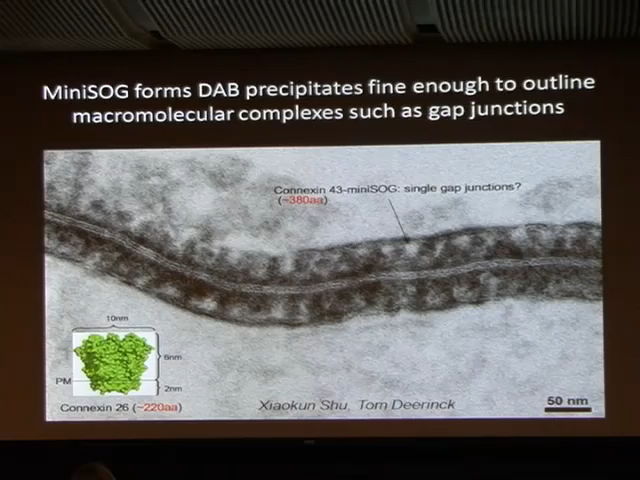 MiniSOG forms DAB precipitates fine enough to outline
macromolecular complexes such as gap junctions
Connexin 43-miniSOG: single gap junctions?
(~380aa)
10nm
6nm
PM
2nm
Connexin 26 (~220aa)
Xiaokun Shu, Tom Deerinck
50 nm